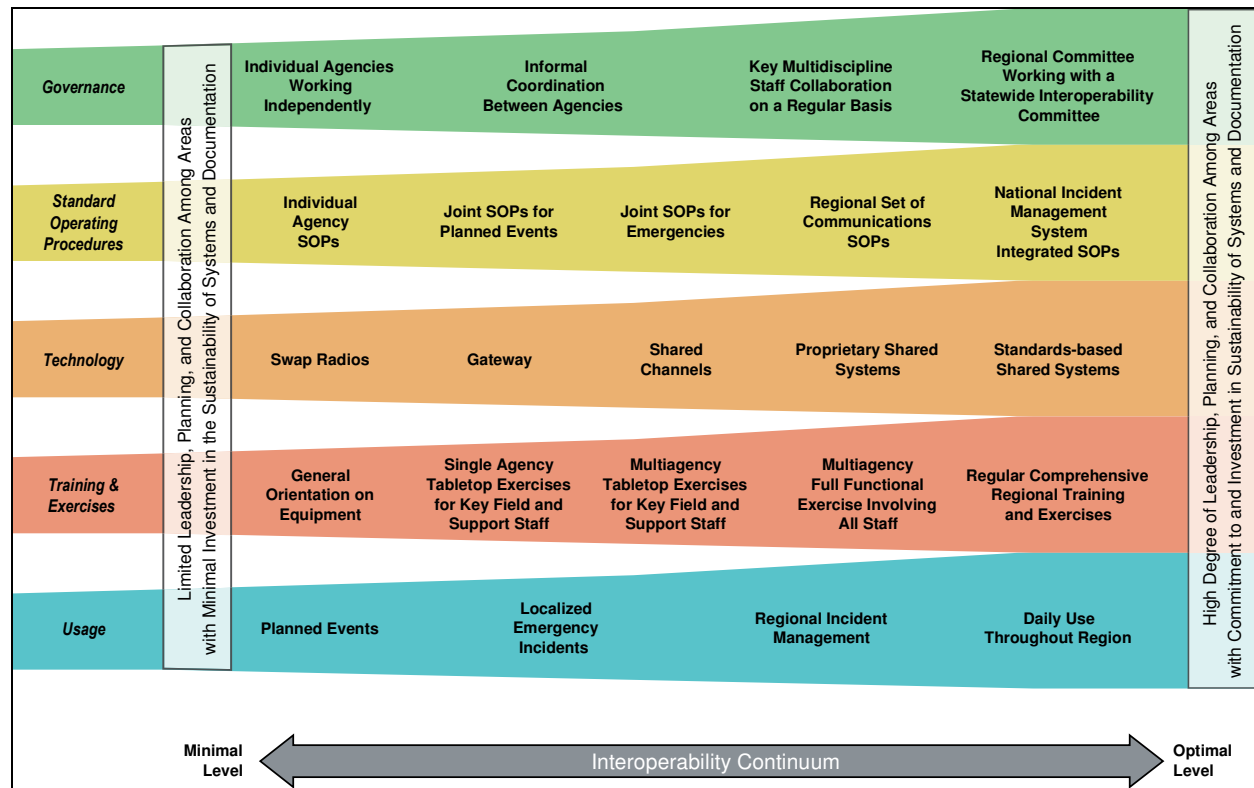 Governance
Individual Agencies
Working
Independently
Informal
Coordination
Between Agencies
Key Multidiscipline
Staff Collaboration
on a Regular Basis
Regional Committee
Working with a
Statewide Interoperability
Committee
Standard
Operating
Procedures
Individual
Agency
SOPs
Joint SOPs for
Planned Events
Joint SOPs for
Emergencies
Regional Set of
Communications
SOPs
National Incident
Management
System
Integrated SOPs
Technology
Swap Radios
Gateway
Shared
Channels
Proprietary Shared
Systems
Standards-based
Shared Systems
Training &
Exercises
General
Orientation on
Equipment
Single Agency
Tabletop Exercises
for Key Field and
Support Staff
Multiagency
Tabletop Exercises
for Key Field and
Support Staff
Multiagency
Full Functional
Exercise Involving
All Staff
Regular Comprehensive
Regional Training
and Exercises
Usage
Planned Events
Localized
Emergency
Incidents
Regional Incident
Management
Daily Use
Throughout Region
Limited Leadership, Planning, and Collaboration Among Areas
with Minimal Investment in the Sustainability of Systems and Documentation
High Degree of Leadership, Planning, and Collaboration Among Areas
with Commitment to and Investment in Sustainability of Systems and Documentation
Minimal
Level
Interoperability Continuum
Optimal
Level